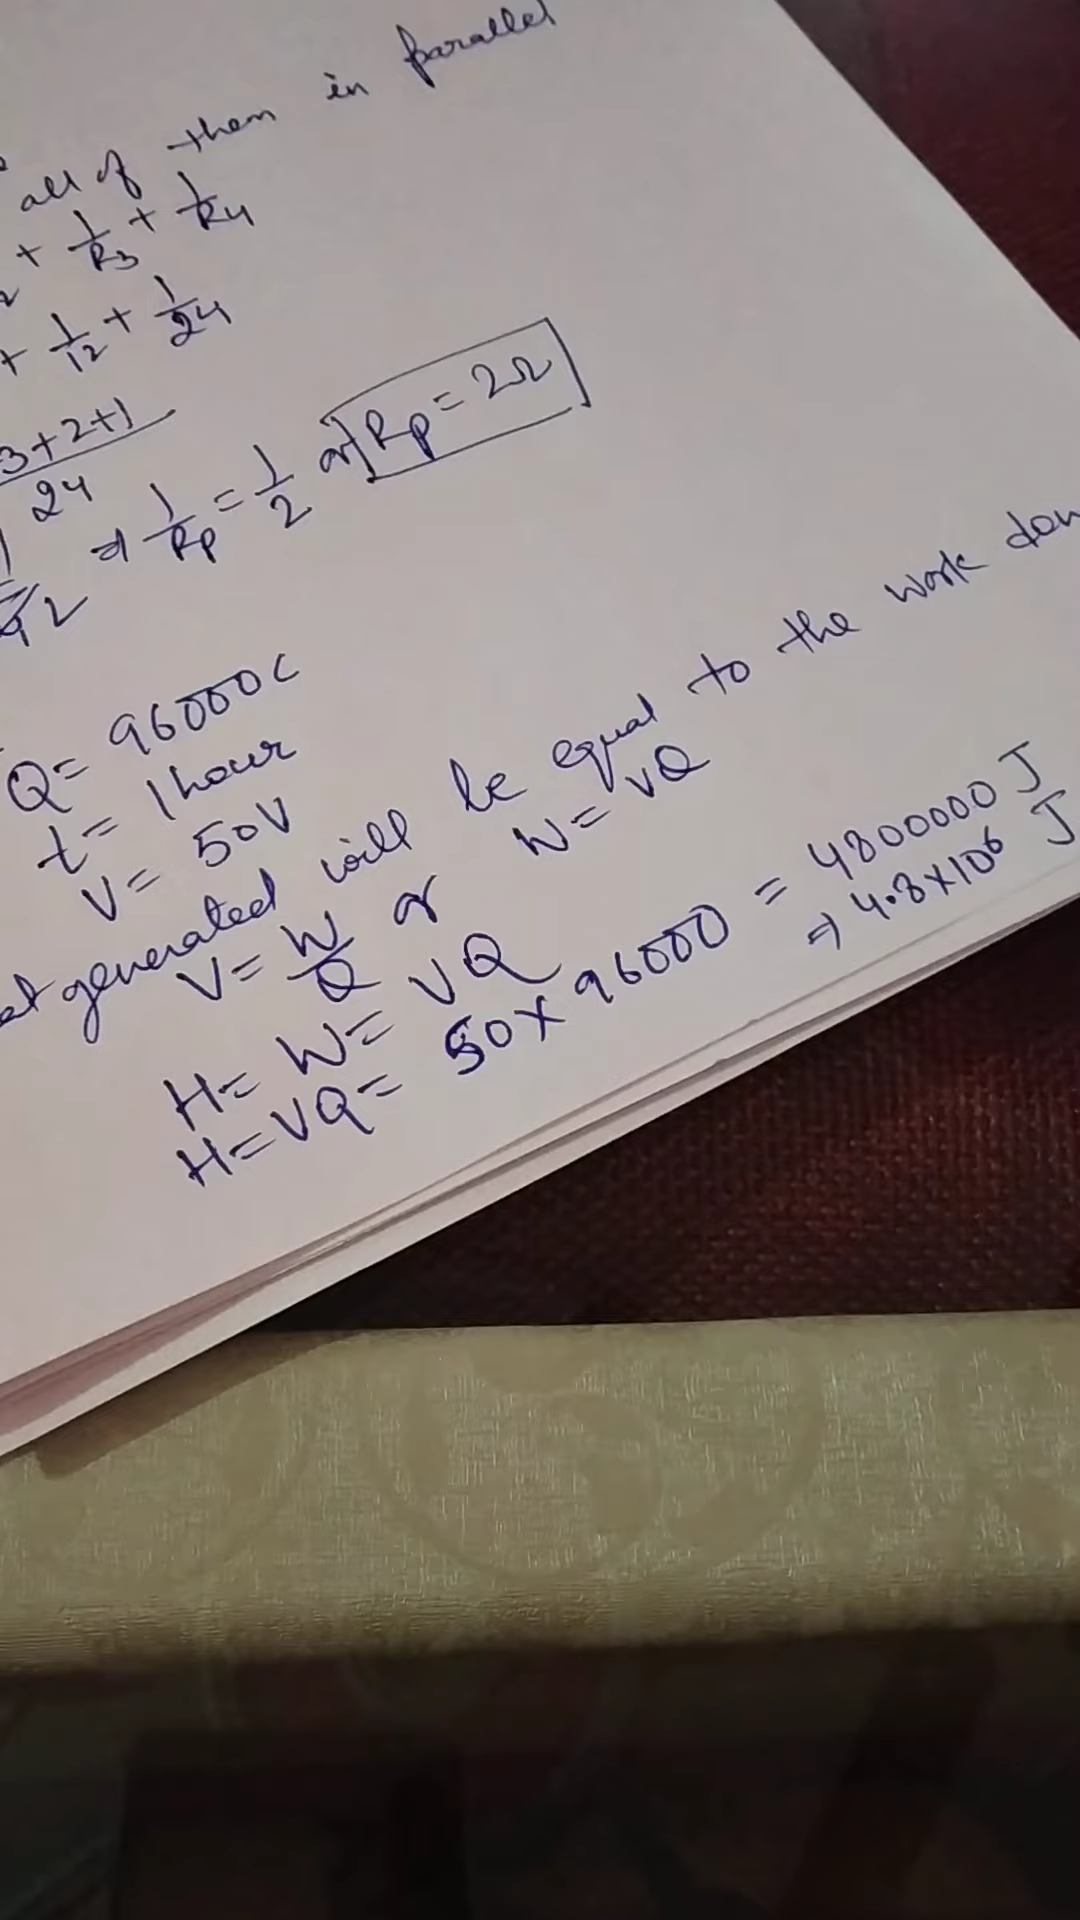 all of them in parallel
+ 1/R3 + 1/R4
+ 1/12 + 1/24
3+2+1
24
⇒ 1/Rp = 1/2 or Rp = 2Ω
Q = 96000C
t = 1 hour
V = 50V
generated will be equal to the work
V = W/Q or W = VQ
H = W = VQ
H = VQ = 50 × 96000 = 4800000 J
⇒ 4.8×10⁶ J